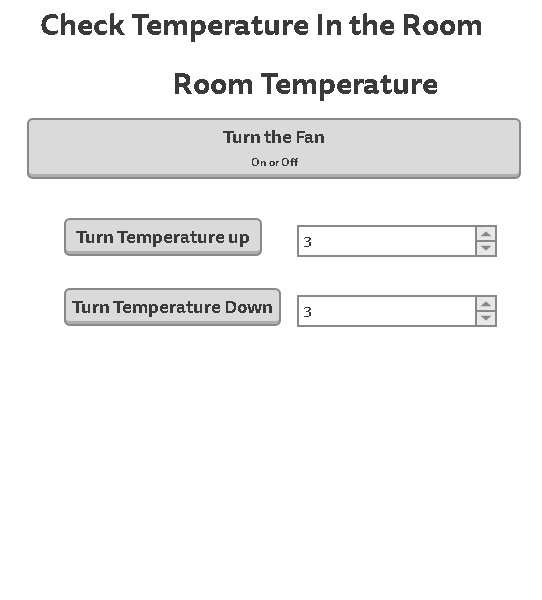 Check Temperature In the Room
Room Temperature
Turn the Fan
On or Off
Turn Temperature up
3
Turn Temperature Down
3